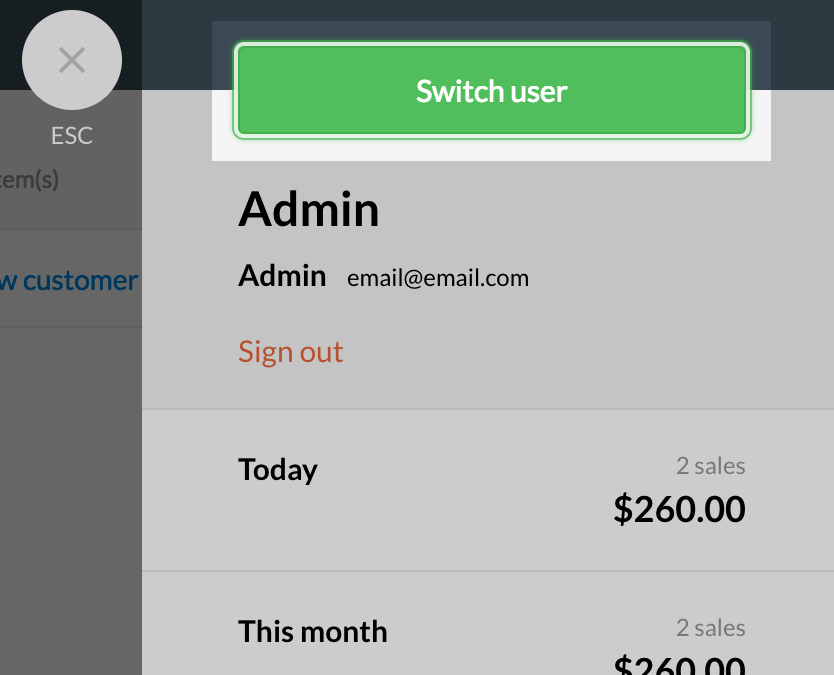 Switch user
ESC
tem(s)
Admin
w customer
Admin email@email.com
Sign out
Today
2 sales
$260.00
This month
2 sales
$260.00